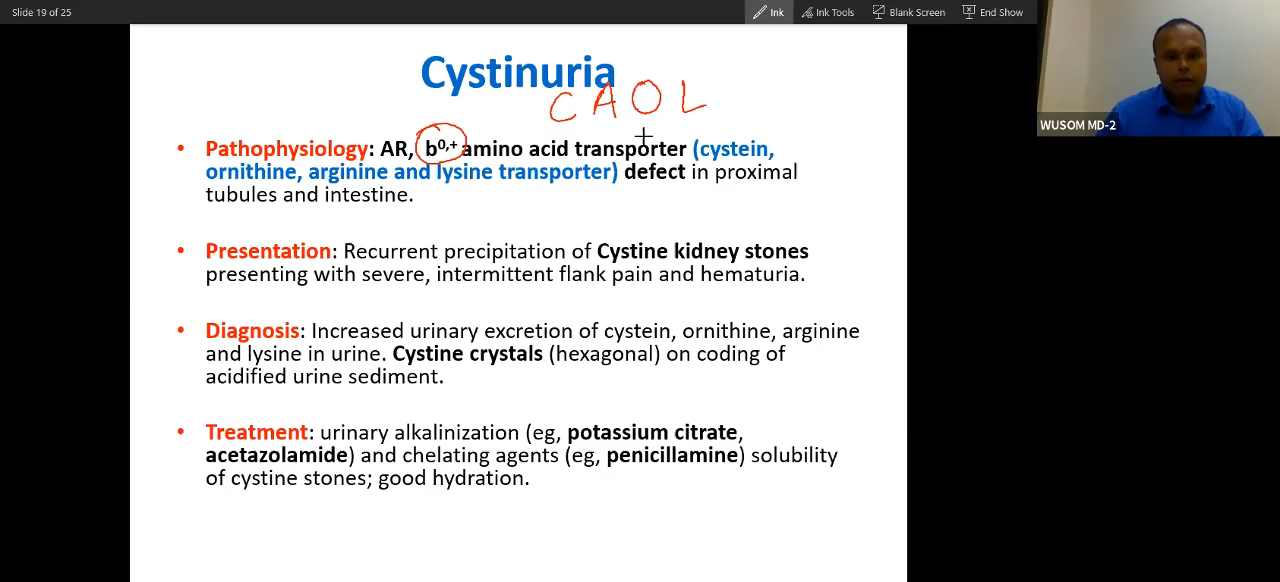 Slide 19 of 25
Ink
Ink Tools
Blank Screen
End Show
Cystinuria
C A O L
WUSOM MD-2
• Pathophysiology: AR, b0,+ amino acid transporter (cystein,
ornithine, arginine and lysine transporter) defect in proximal
tubules and intestine.
• Presentation: Recurrent precipitation of Cystine kidney stones
presenting with severe, intermittent flank pain and hematuria.
• Diagnosis: Increased urinary excretion of cystein, ornithine, arginine
and lysine in urine. Cystine crystals (hexagonal) on coding of
acidified urine sediment.
• Treatment: urinary alkalinization (eg, potassium citrate,
acetazolamide) and chelating agents (eg, penicillamine) solubility
of cystine stones; good hydration.